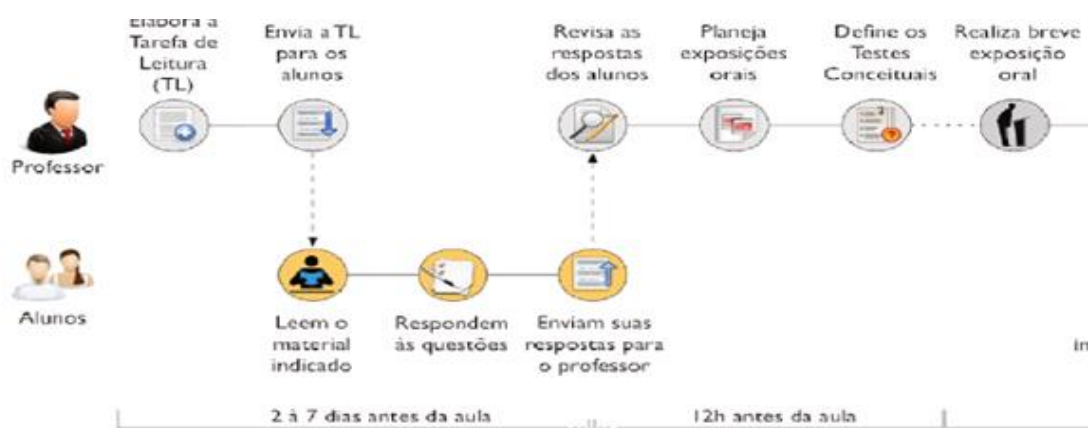 Elabora a
Tarefa de
Leitura
(TL)
Envia a TL
para os
alunos
Revisa as
respostas
dos alunos
Planeja
exposições
orais
Define os
Testes
Conceituais
Realiza breve
exposição
oral
Professor
Alunos
Leem o
material
indicado
Respondem
às questões
Enviam suas
respostas para
o professor
in
2 à 7 dias antes da aula
12h antes da aula